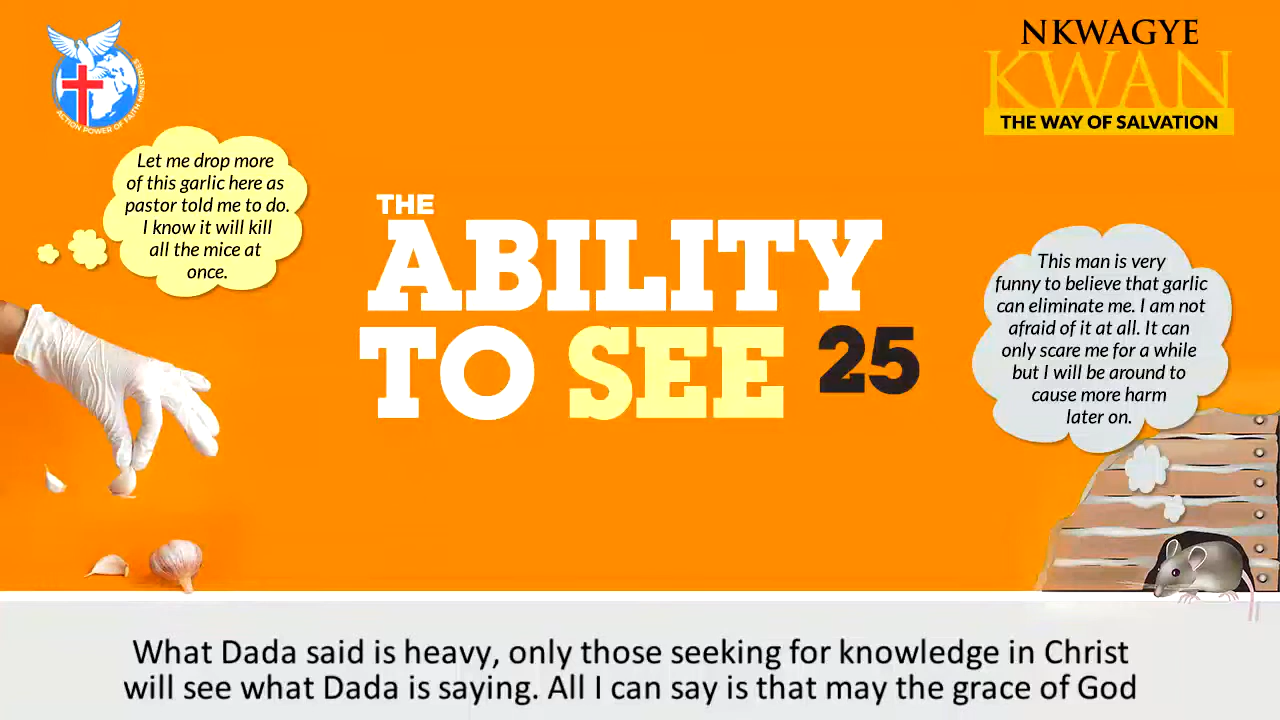 ACTION POWER OF FAITH MINISTRIES
NKWAGYE
KWAN
THE WAY OF SALVATION
Let me drop more
of this garlic here as
pastor told me to do.
I know it will kill
all the mice at
once.
THE
ABILITY
TO SEE 25
This man is very
funny to believe that garlic
can eliminate me. I am not
afraid of it at all. It can
only scare me for a while
but I will be around to
cause more harm
later on.
What Dada said is heavy, only those seeking for knowledge in Christ
will see what Dada is saying. All I can say is that may the grace of God